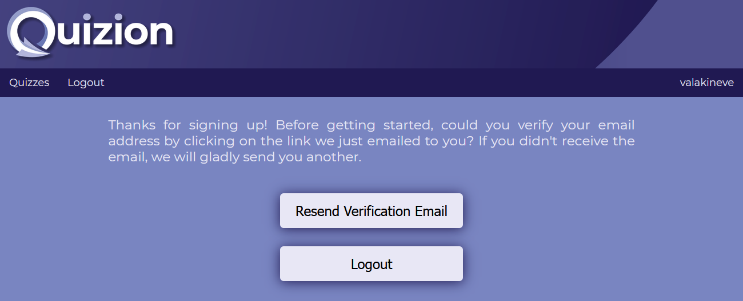 Quizion
Quizzes Logout valakineve
Thanks for signing up! Before getting started, could you verify your email
address by clicking on the link we just emailed to you? If you didn't receive the
email, we will gladly send you another.
Resend Verification Email
Logout